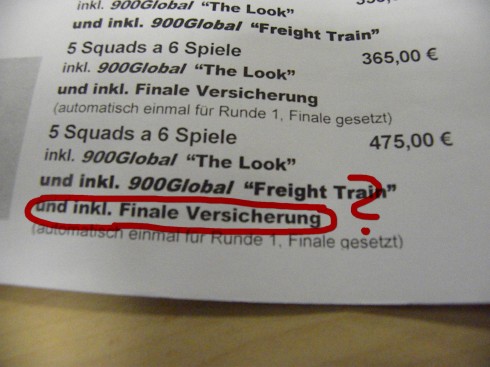 inkl. 900Global “The Look”
und inkl. 900Global “Freight Train”
5 Squads a 6 Spiele 365,00 €
inkl. 900Global “The Look”
und inkl. Finale Versicherung
(automatisch einmal für Runde 1, Finale gesetzt)
5 Squads a 6 Spiele 475,00 €
inkl. 900Global “The Look”
und inkl. 900Global “Freight Train”
und inkl. Finale Versicherung ?
(automatisch einmal für Runde 1, Finale gesetzt)